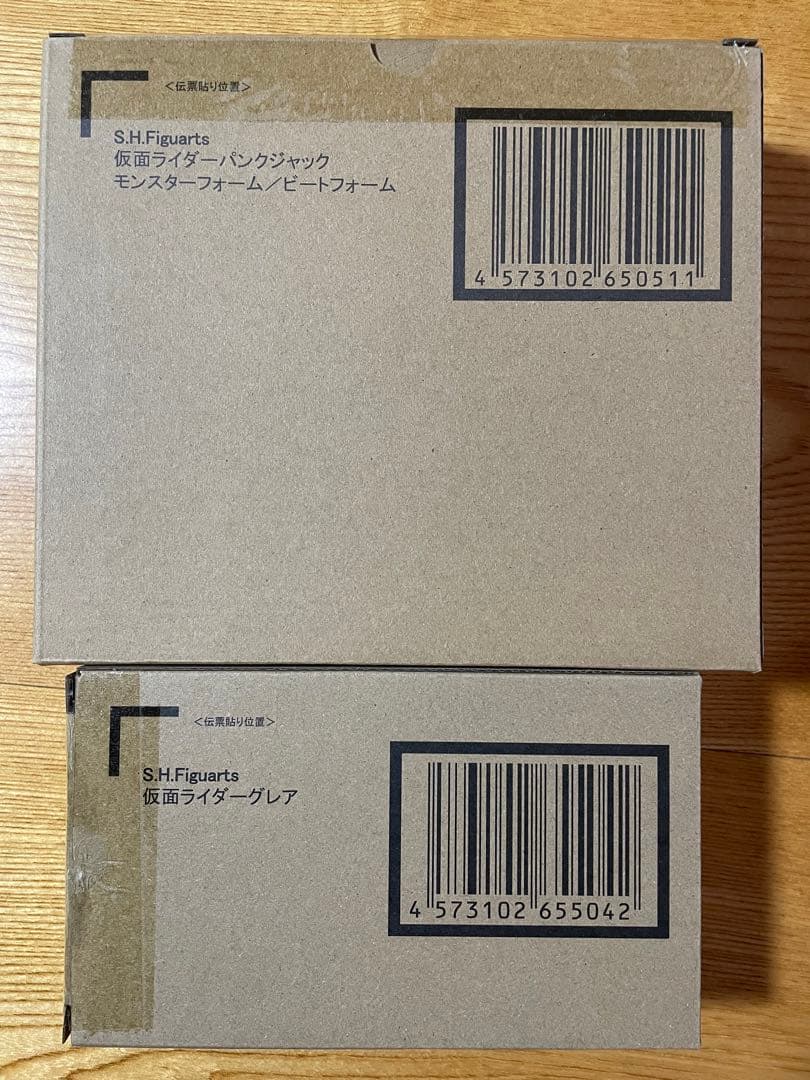 ＜伝票貼り位置＞
S.H.Figuarts
仮面ライダーパンクジャック
モンスターフォーム／ビートフォーム
4 573102 650511
＜伝票貼り位置＞
S.H.Figuarts
仮面ライダーグレア
4 573102 655042